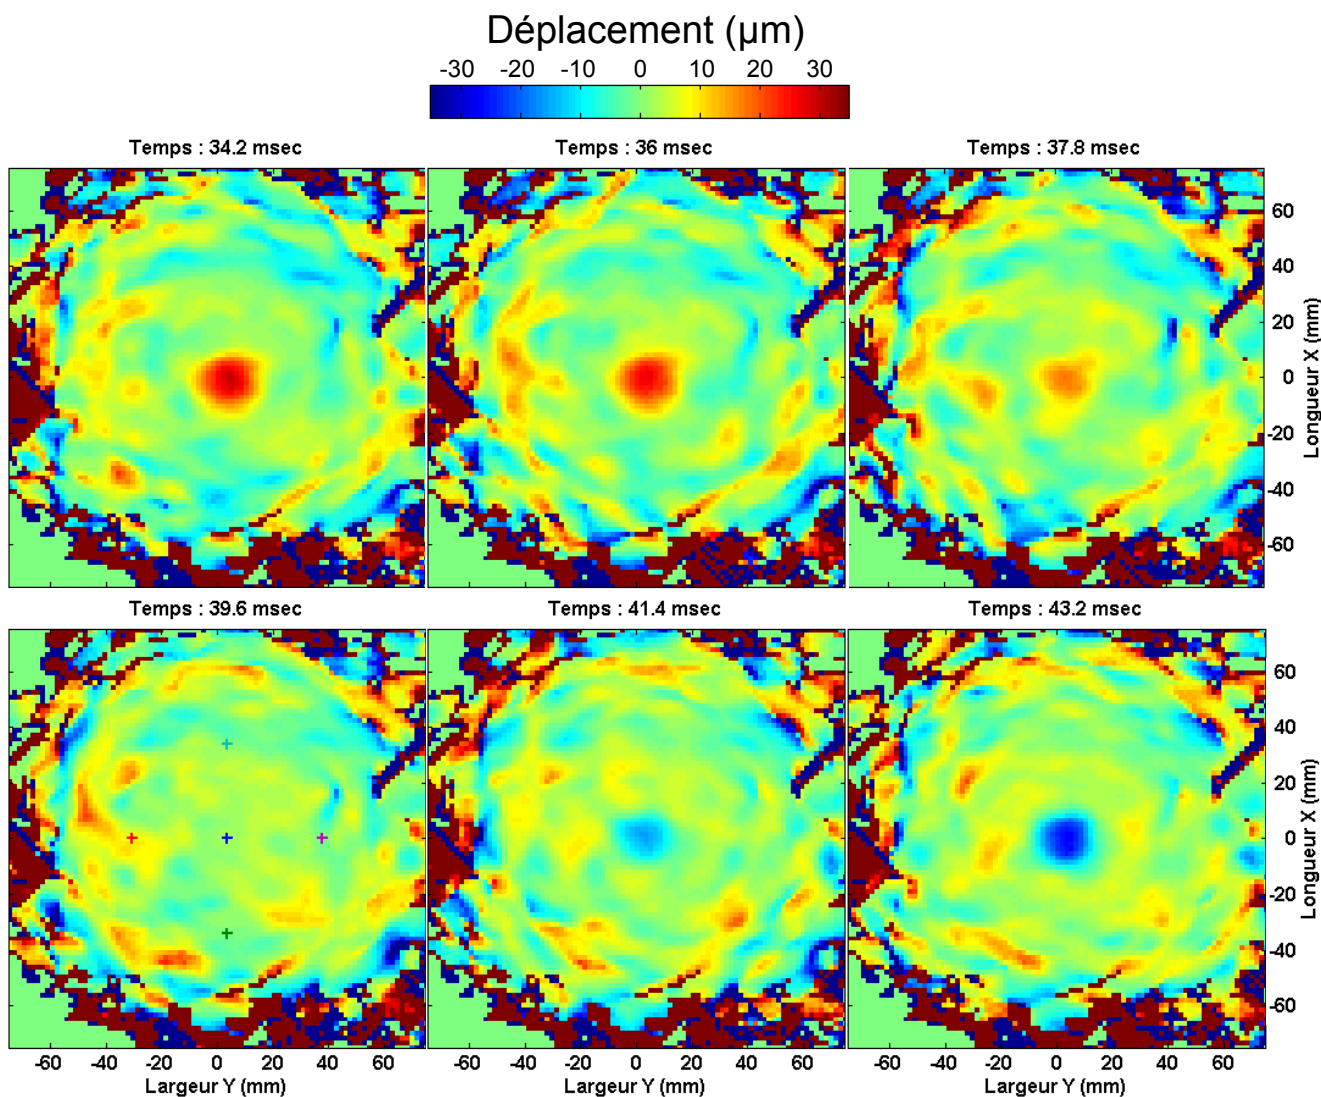 Déplacement (µm)
-30 -20 -10 0 10 20 30
Temps : 34.2 msec
Temps : 36 msec
Temps : 37.8 msec
60
40
20
0
-20
-40
-60
Longueur X (mm)
Temps : 39.6 msec
Temps : 41.4 msec
Temps : 43.2 msec
60
40
20
0
-20
-40
-60
Longueur X (mm)
-60 -40 -20 0 20 40 60
-60 -40 -20 0 20 40 60
-60 -40 -20 0 20 40 60
Largeur Y (mm)
Largeur Y (mm)
Largeur Y (mm)